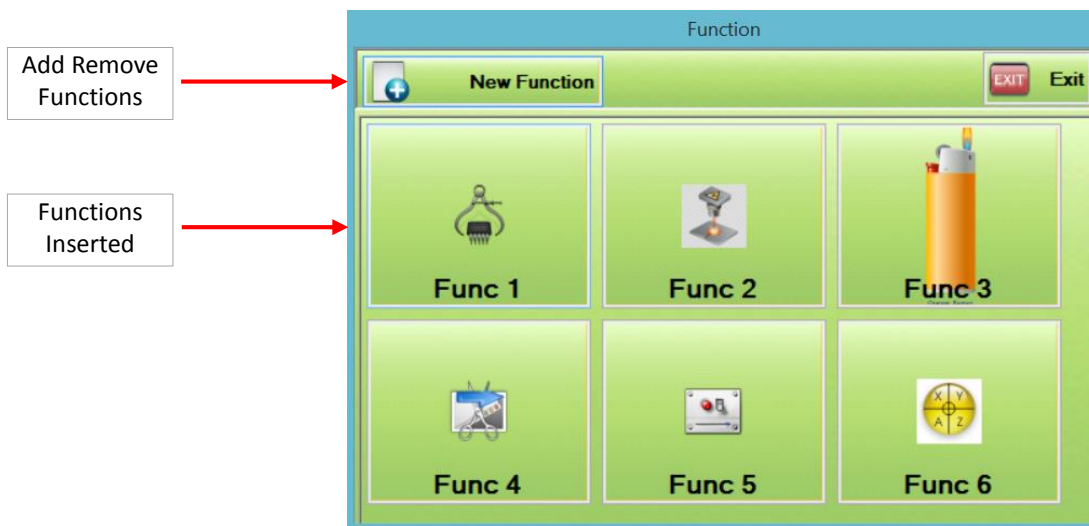 Function
Add Remove
Functions
New Function
EXIT
Exit
Functions
Inserted
Func 1
Func 2
Func 3
Func 4
Func 5
X Y
A Z
Func 6